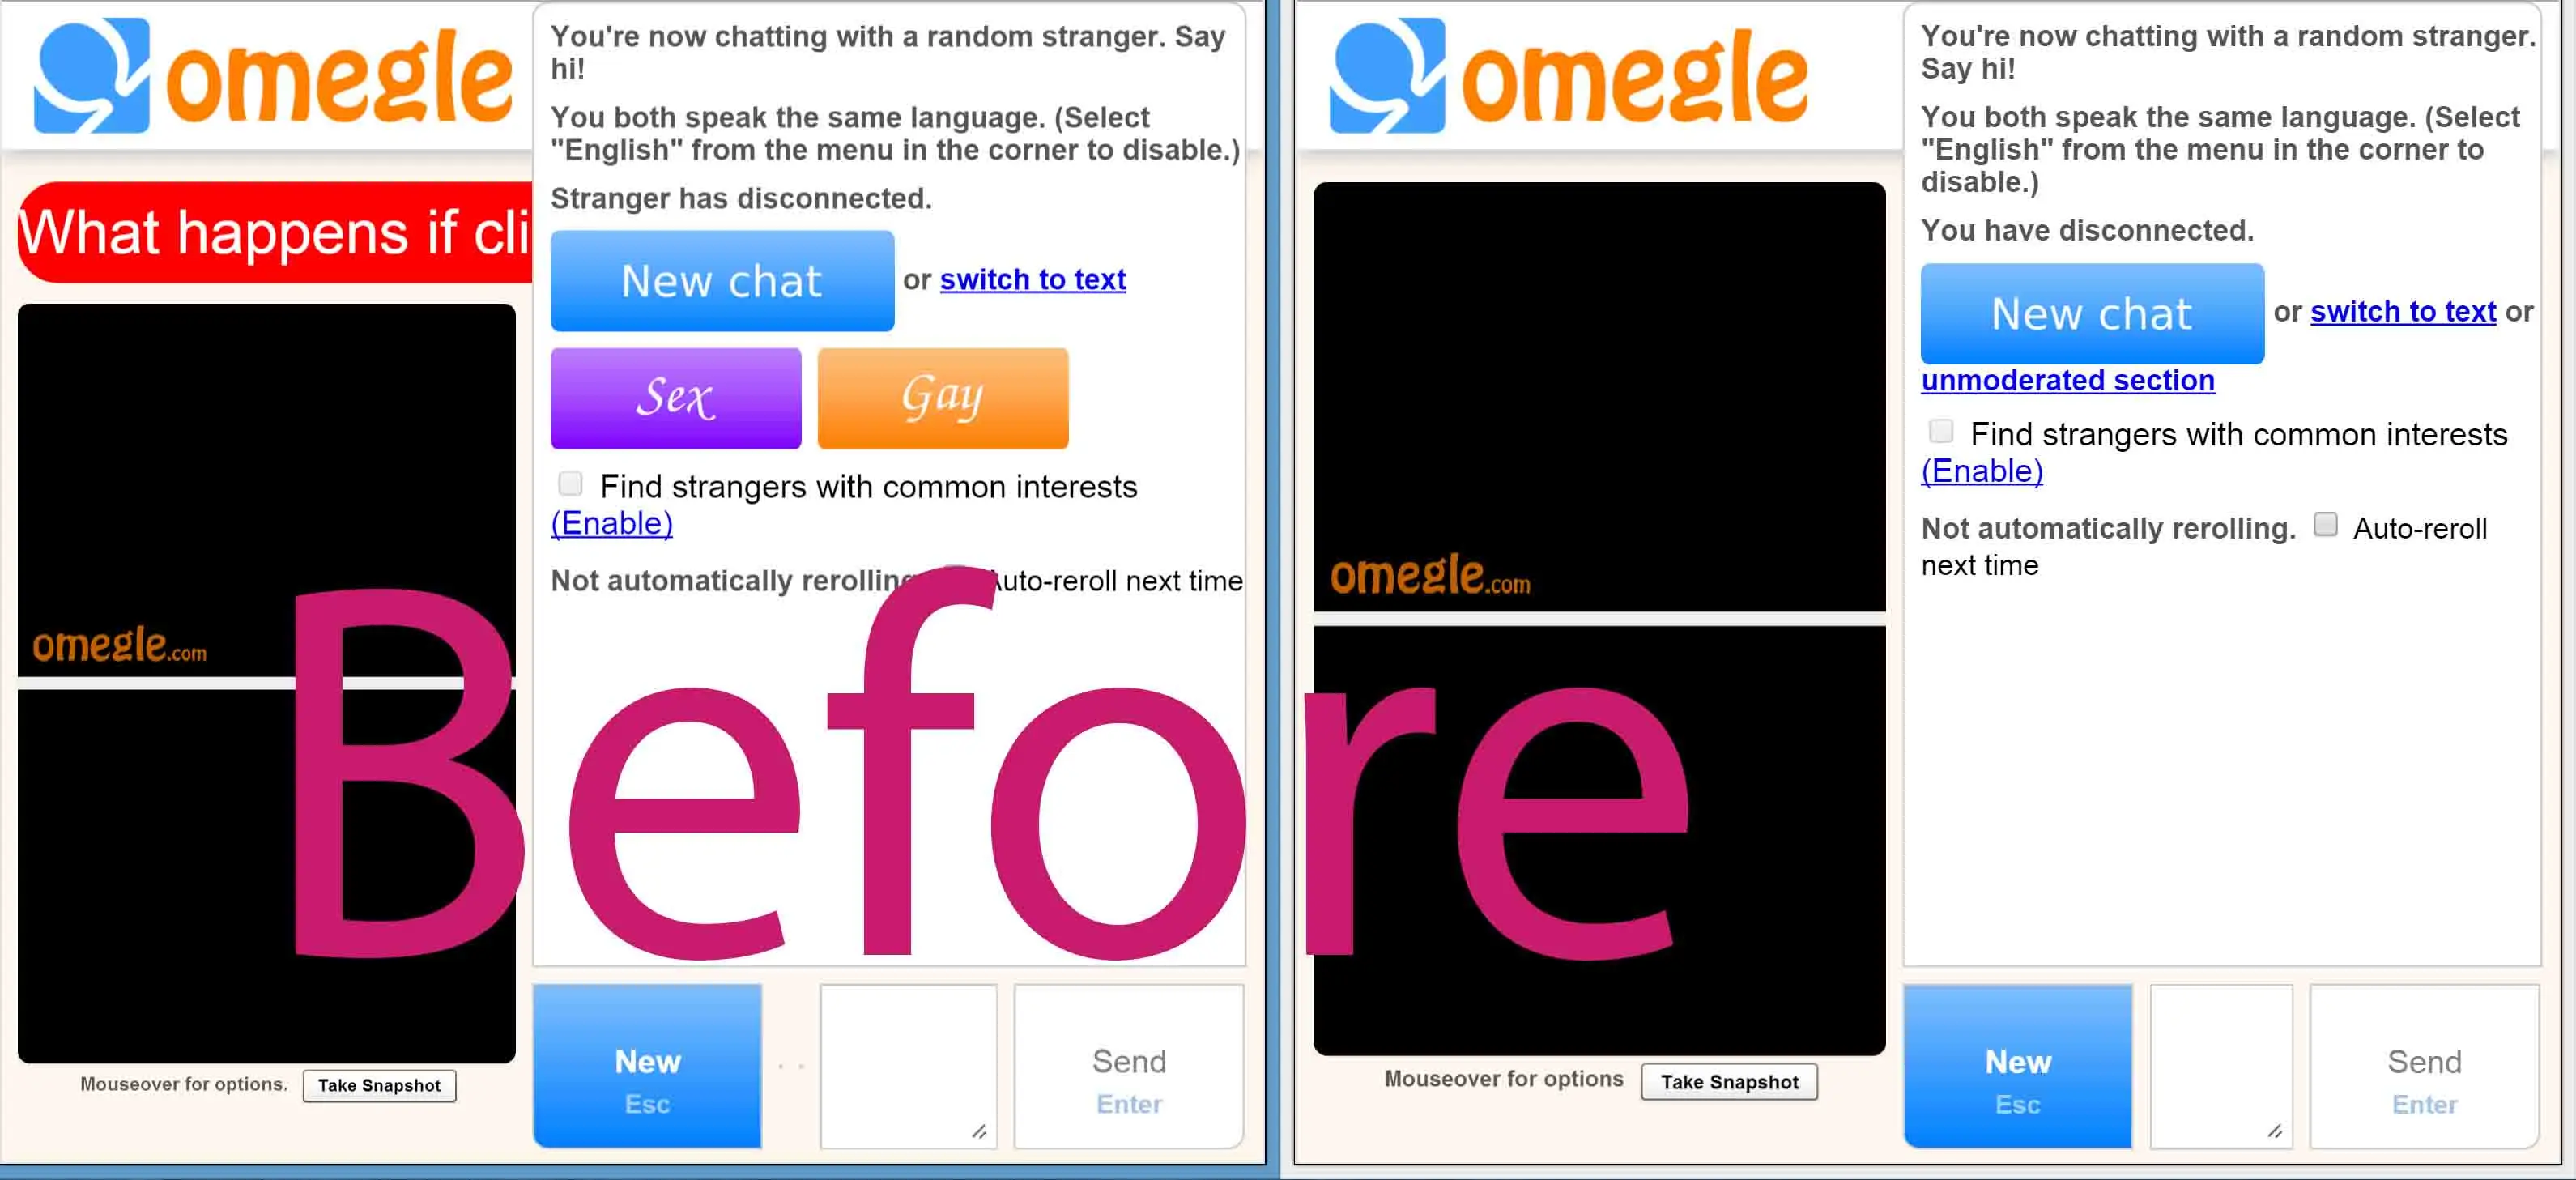 omegle
What happens if cli
omegle.com
Mouseover for options.
Take Snapshot
You're now chatting with a random stranger. Say
hi!
You both speak the same language. (Select
"English" from the menu in the corner to disable.)
Stranger has disconnected.
New chat or switch to text
Sex Gay
Find strangers with common interests
(Enable)
Not automatically rerolling Auto-reroll next time
New
Esc
Send
Enter
Before
omegle
omegle.com
Mouseover for options
Take Snapshot
You're now chatting with a random stranger.
Say hi!
You both speak the same language. (Select
"English" from the menu in the corner to
disable.)
You have disconnected.
New chat or switch to text or
unmoderated section
Find strangers with common interests
(Enable)
Not automatically rerolling. Auto-reroll
next time
New
Esc
Send
Enter